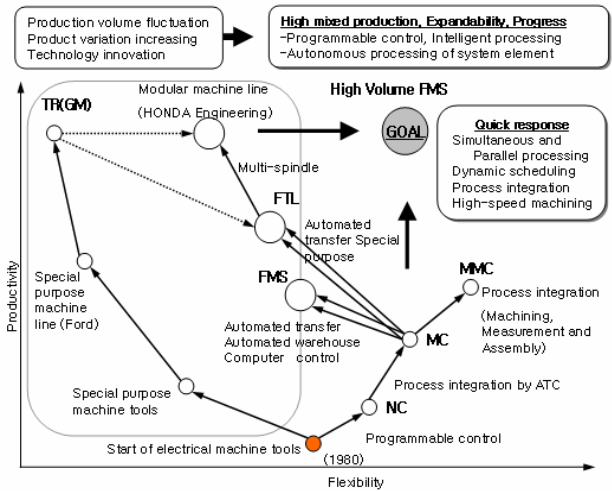 Production volume fluctuation
Product variation increasing
Technology innovation
High mixed production, Expandability, Progress
-Programmable control, Intelligent processing
-Autonomous processing of system element
Modular machine line
(HONDA Engineering)
High Volume FMS
TR(GM)
GOAL
Quick response
Simultaneous and
Parallel processing
Dynamic scheduling
Process integration
High-speed machining
Multi-spindle
FTL
Automated
transfer Special
purpose
FMS
MMC
Special
purpose
machine
line (Ford)
Process integration
(Machining,
Measurement and
Assembly)
Automated transfer
Automated warehouse
Computer control
MC
Special purpose
machine tools
Process integration by ATC
NC
Programmable control
Start of electrical machine tools
(1980)
Productivity
Flexibility